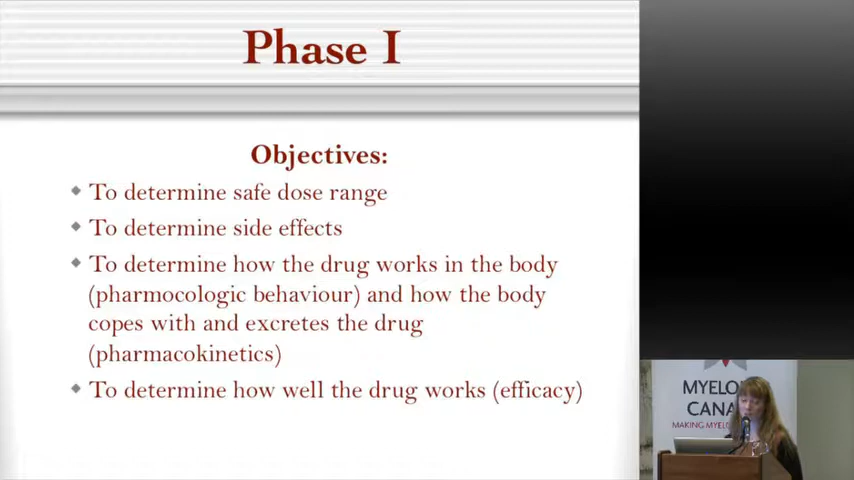 Phase I
Objectives:
To determine safe dose range
To determine side effects
To determine how the drug works in the body
(pharmocologic behaviour) and how the body
copes with and excretes the drug
(pharmacokinetics)
To determine how well the drug works (efficacy)
MYELO
CANA
MAKING MYEL